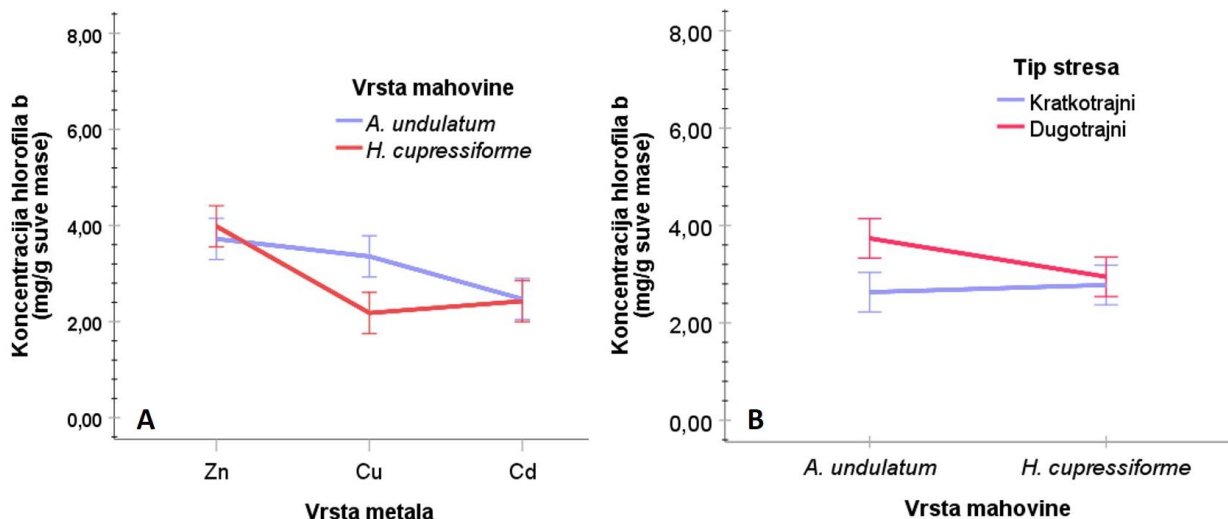 Koncentracija hlorofila b
(mg/g suve mase)
8,00
6,00
4,00
2,00
0,00
Vrsta mahovine
A. undulatum
H. cupressiforme
A
Zn
Cu
Cd
Vrsta metala
Koncentracija hlorofila b
(mg/g suve mase)
8,00
6,00
4,00
2,00
0,00
Tip stresa
Kratkotrajni
Dugotrajni
B
A. undulatum
H. cupressiforme
Vrsta mahovine